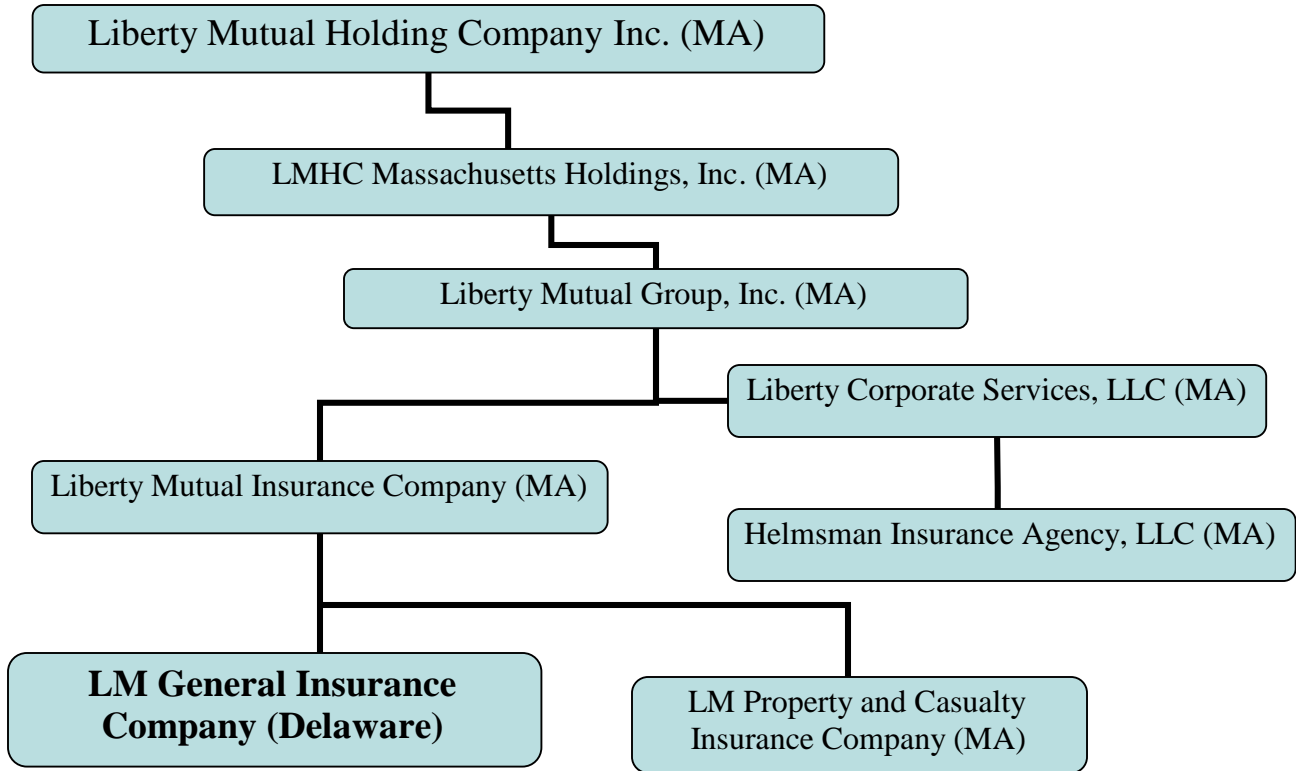 Liberty Mutual Holding Company Inc. (MA)
LMHC Massachusetts Holdings, Inc. (MA)
Liberty Mutual Group, Inc. (MA)
Liberty Corporate Services, LLC (MA)
Liberty Mutual Insurance Company (MA)
Helmsman Insurance Agency, LLC (MA)
LM General Insurance
Company (Delaware)
LM Property and Casualty
Insurance Company (MA)